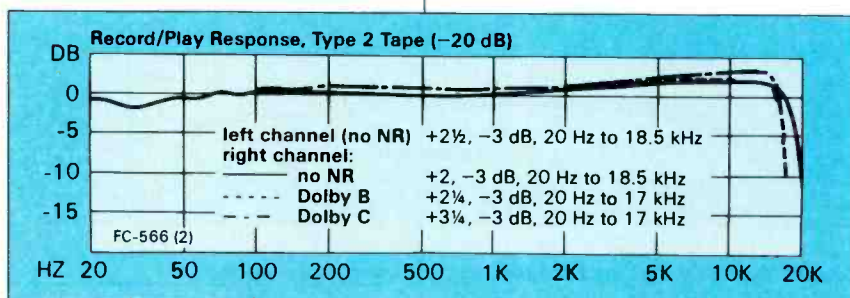 Record/Play Response, Type 2 Tape (−20 dB)
DB
0
-5
-10
-15
left channel (no NR) +2½, −3 dB, 20 Hz to 18.5 kHz
right channel:
no NR +2, −3 dB, 20 Hz to 18.5 kHz
Dolby B +2¼, −3 dB, 20 Hz to 17 kHz
Dolby C +3¼, −3 dB, 20 Hz to 17 kHz
FC-566 (2)
HZ 20 50 100 200 500 1K 2K 5K 10K 20K